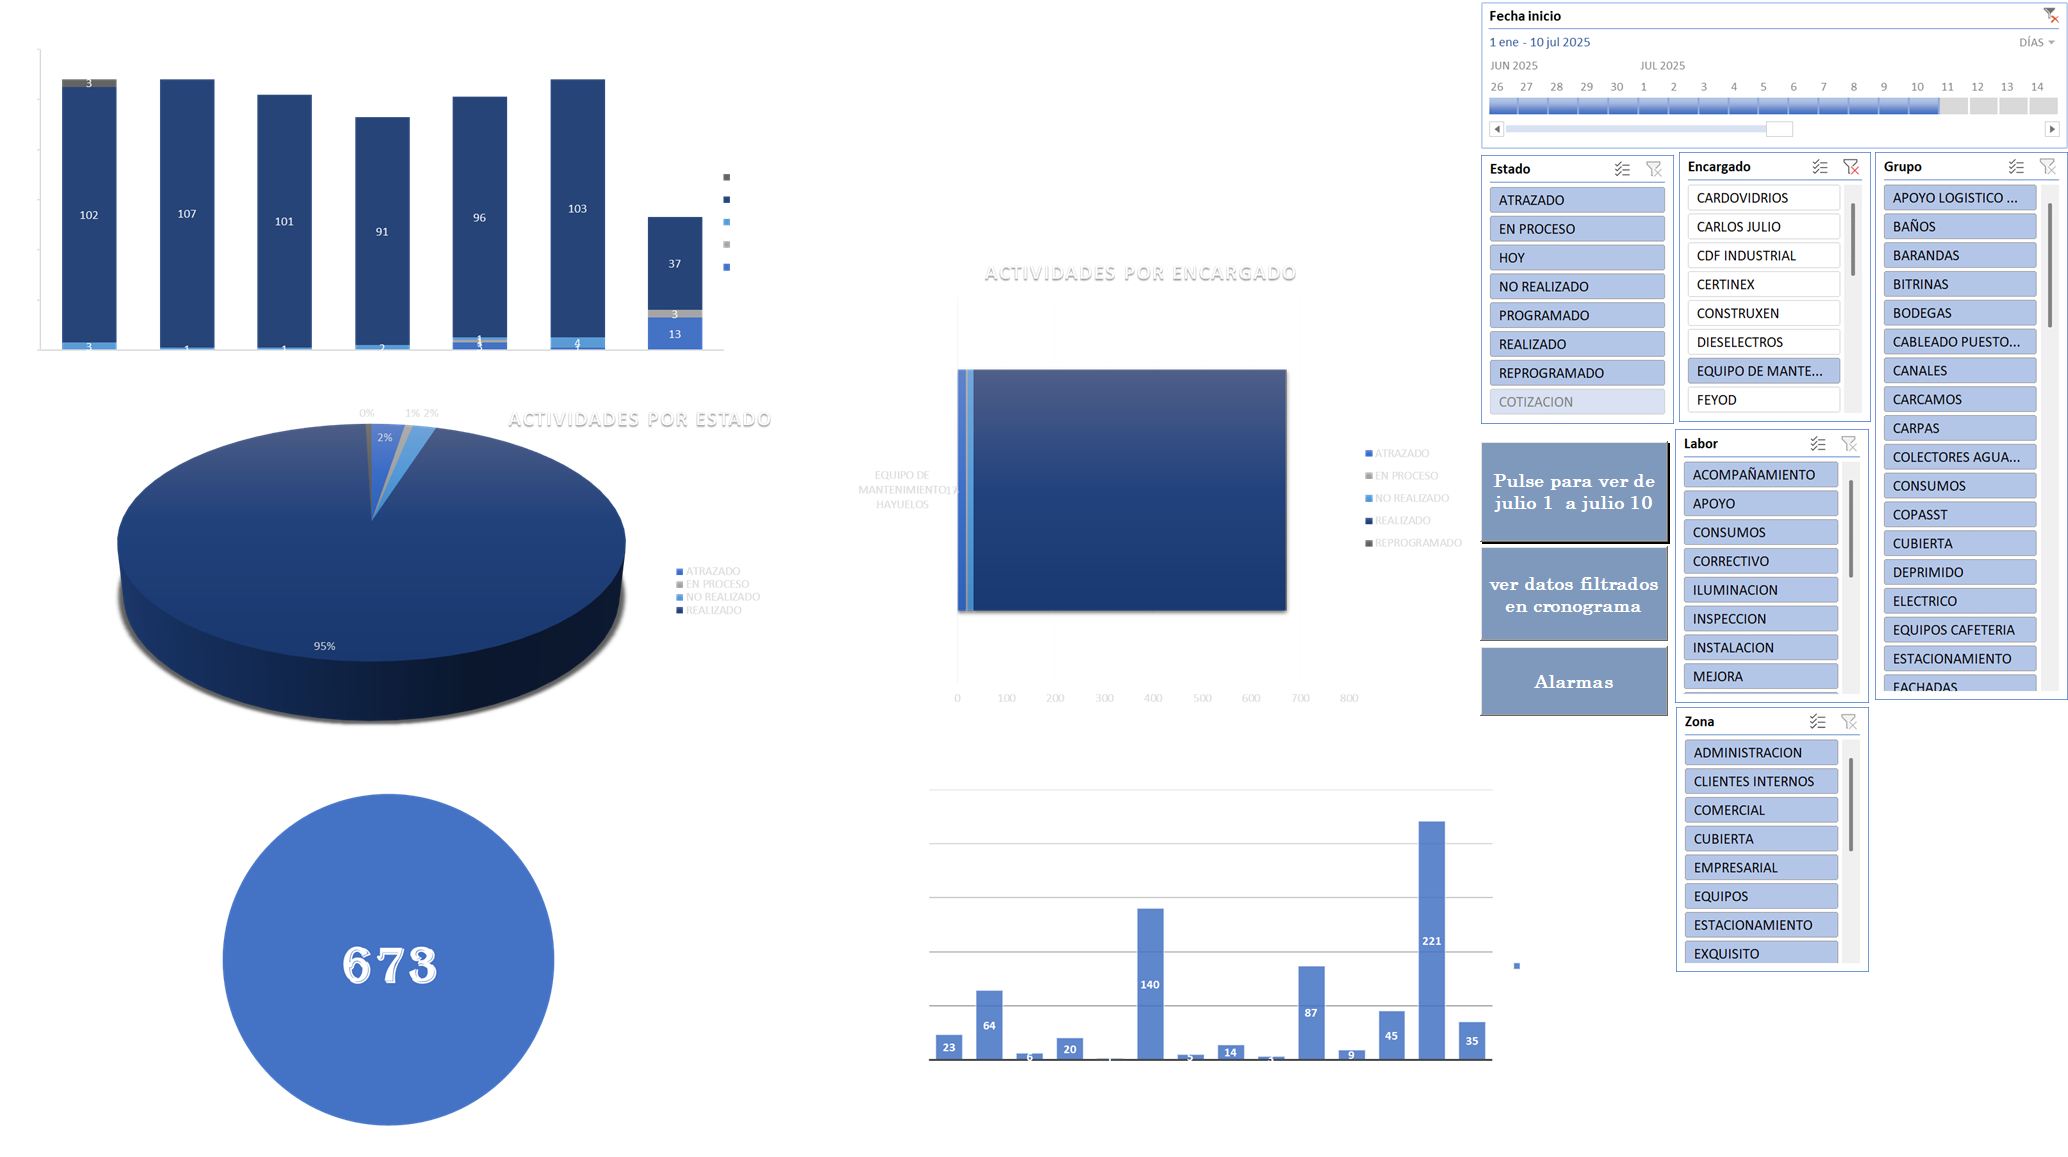 3
102
107
101
91
96
103
37
3
3
13
1
1
2
1
4
ACTIVIDADES POR ESTADO
0%
1%
2%
2%
95%
ATRAZADO
EN PROCESO
NO REALIZADO
REALIZADO
673
ACTIVIDADES POR ENCARGADO
EQUIPO DE
MANTENIMIENTO
HAYUELOS
17
0
100
200
300
400
500
600
700
800
ATRAZADO
EN PROCESO
NO REALIZADO
REALIZADO
REPROGRAMADO
23
64
6
20
140
5
14
87
9
45
221
35
Fecha inicio
1 ene - 10 jul 2025
DÍAS
JUN 2025
JUL 2025
26 27 28 29 30 1 2 3 4 5 6 7 8 9 10 11 12 13 14
Estado
ATRAZADO
EN PROCESO
HOY
NO REALIZADO
PROGRAMADO
REALIZADO
REPROGRAMADO
COTIZACION
Pulse para ver de
julio 1 a julio 10
ver datos filtrados
en cronograma
Alarmas
Encargado
CARDOVIDRIOS
CARLOS JULIO
CDF INDUSTRIAL
CERTINEX
CONSTRUXEN
DIESELECTROS
EQUIPO DE MANTE...
FEYOD
Labor
ACOMPAÑAMIENTO
APOYO
CONSUMOS
CORRECTIVO
ILUMINACION
INSPECCION
INSTALACION
MEJORA
Zona
ADMINISTRACION
CLIENTES INTERNOS
COMERCIAL
CUBIERTA
EMPRESARIAL
EQUIPOS
ESTACIONAMIENTO
EXQUISITO
Grupo
APOYO LOGISTICO ...
BAÑOS
BARANDAS
BITRINAS
BODEGAS
CABLEADO PUESTO...
CANALES
CARCAMOS
CARPAS
COLECTORES AGUA...
CONSUMOS
COPASST
CUBIERTA
DEPRIMIDO
ELECTRICO
EQUIPOS CAFETERIA
ESTACIONAMIENTO
FACHADAS